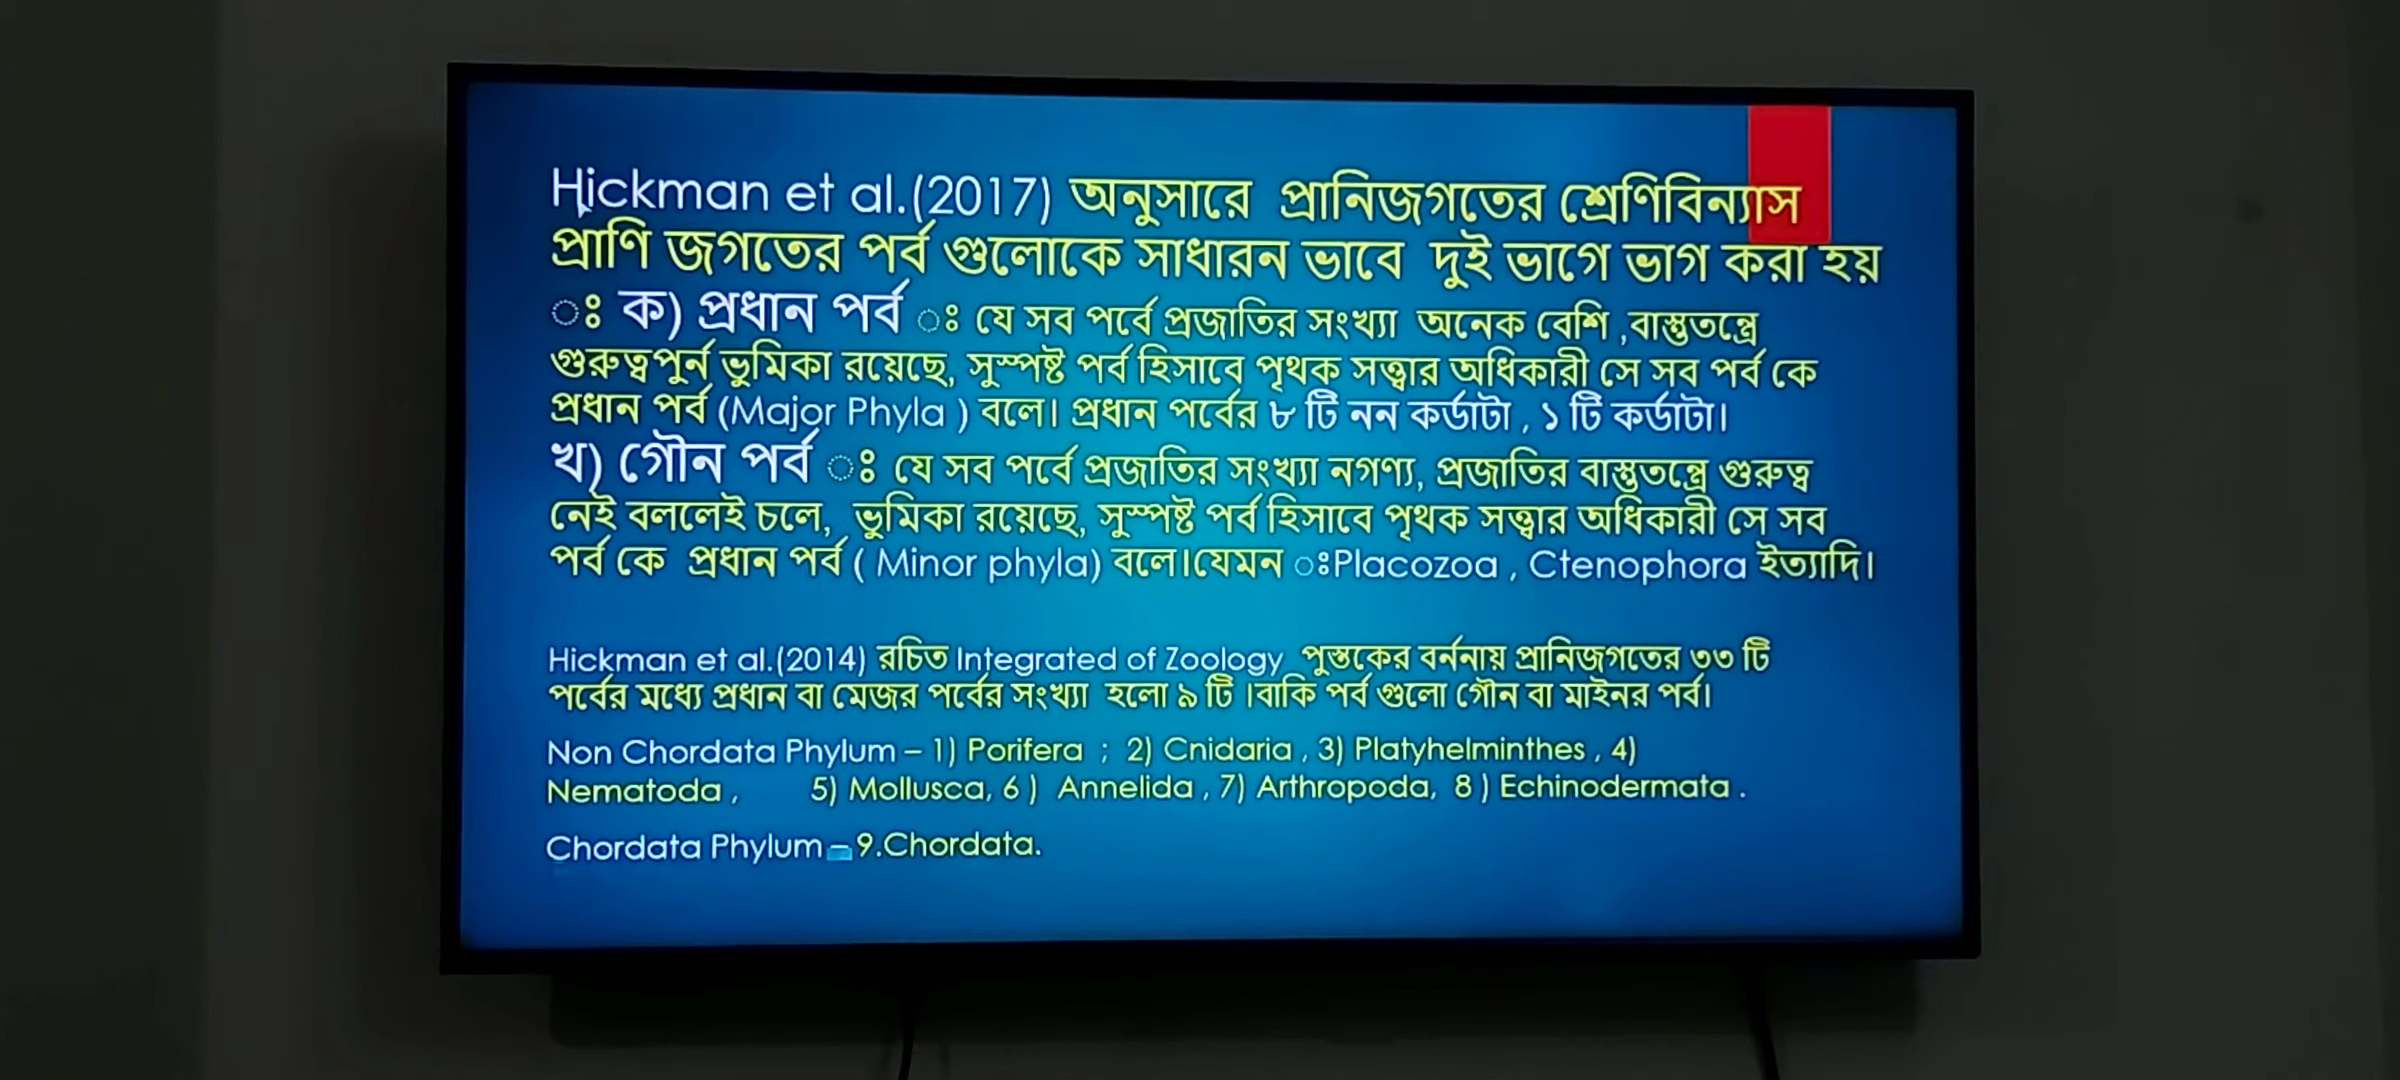 Hickman et al.(2017) অনুসারে প্রানিজগতের শ্রেণিবিন্যাস
প্রাণি জগতের পর্ব গুলোকে সাধারন ভাবে দুই ভাগে ভাগ করা হয়
ঃ ক) প্রধান পর্ব ঃ যে সব পর্বে প্রজাতির সংখ্যা অনেক বেশি ,বাস্তুতন্ত্রে
গুরুত্বপুর্ন ভুমিকা রয়েছে, সুস্পষ্ট পর্ব হিসাবে পৃথক সত্ত্বার অধিকারী সে সব পর্ব কে
প্রধান পর্ব (Major Phyla ) বলে। প্রধান পর্বের ৮ টি নন কর্ডাটা , ১ টি কর্ডাটা।
খ) গৌন পর্ব ঃ যে সব পর্বে প্রজাতির সংখ্যা নগণ্য, প্রজাতির বাস্তুতন্ত্রে গুরুত্ব
নেই বললেই চলে, ভুমিকা রয়েছে, সুস্পষ্ট পর্ব হিসাবে পৃথক সত্ত্বার অধিকারী সে সব
পর্ব কে প্রধান পর্ব ( Minor phyla) বলে।যেমন ঃPlacozoa , Ctenophora ইত্যাদি।
Hickman et al.(2014) রচিত Integrated of Zoology পুস্তকের বর্ননায় প্রানিজগতের ৩৩ টি
পর্বের মধ্যে প্রধান বা মেজর পর্বের সংখ্যা হলো ৯ টি ।বাকি পর্ব গুলো গৌন বা মাইনর পর্ব।
Non Chordata Phylum – 1) Porifera ; 2) Cnidaria , 3) Platyhelminthes , 4)
Nematoda , 5) Mollusca, 6 ) Annelida , 7) Arthropoda, 8 ) Echinodermata .
Chordata Phylum – 9.Chordata.